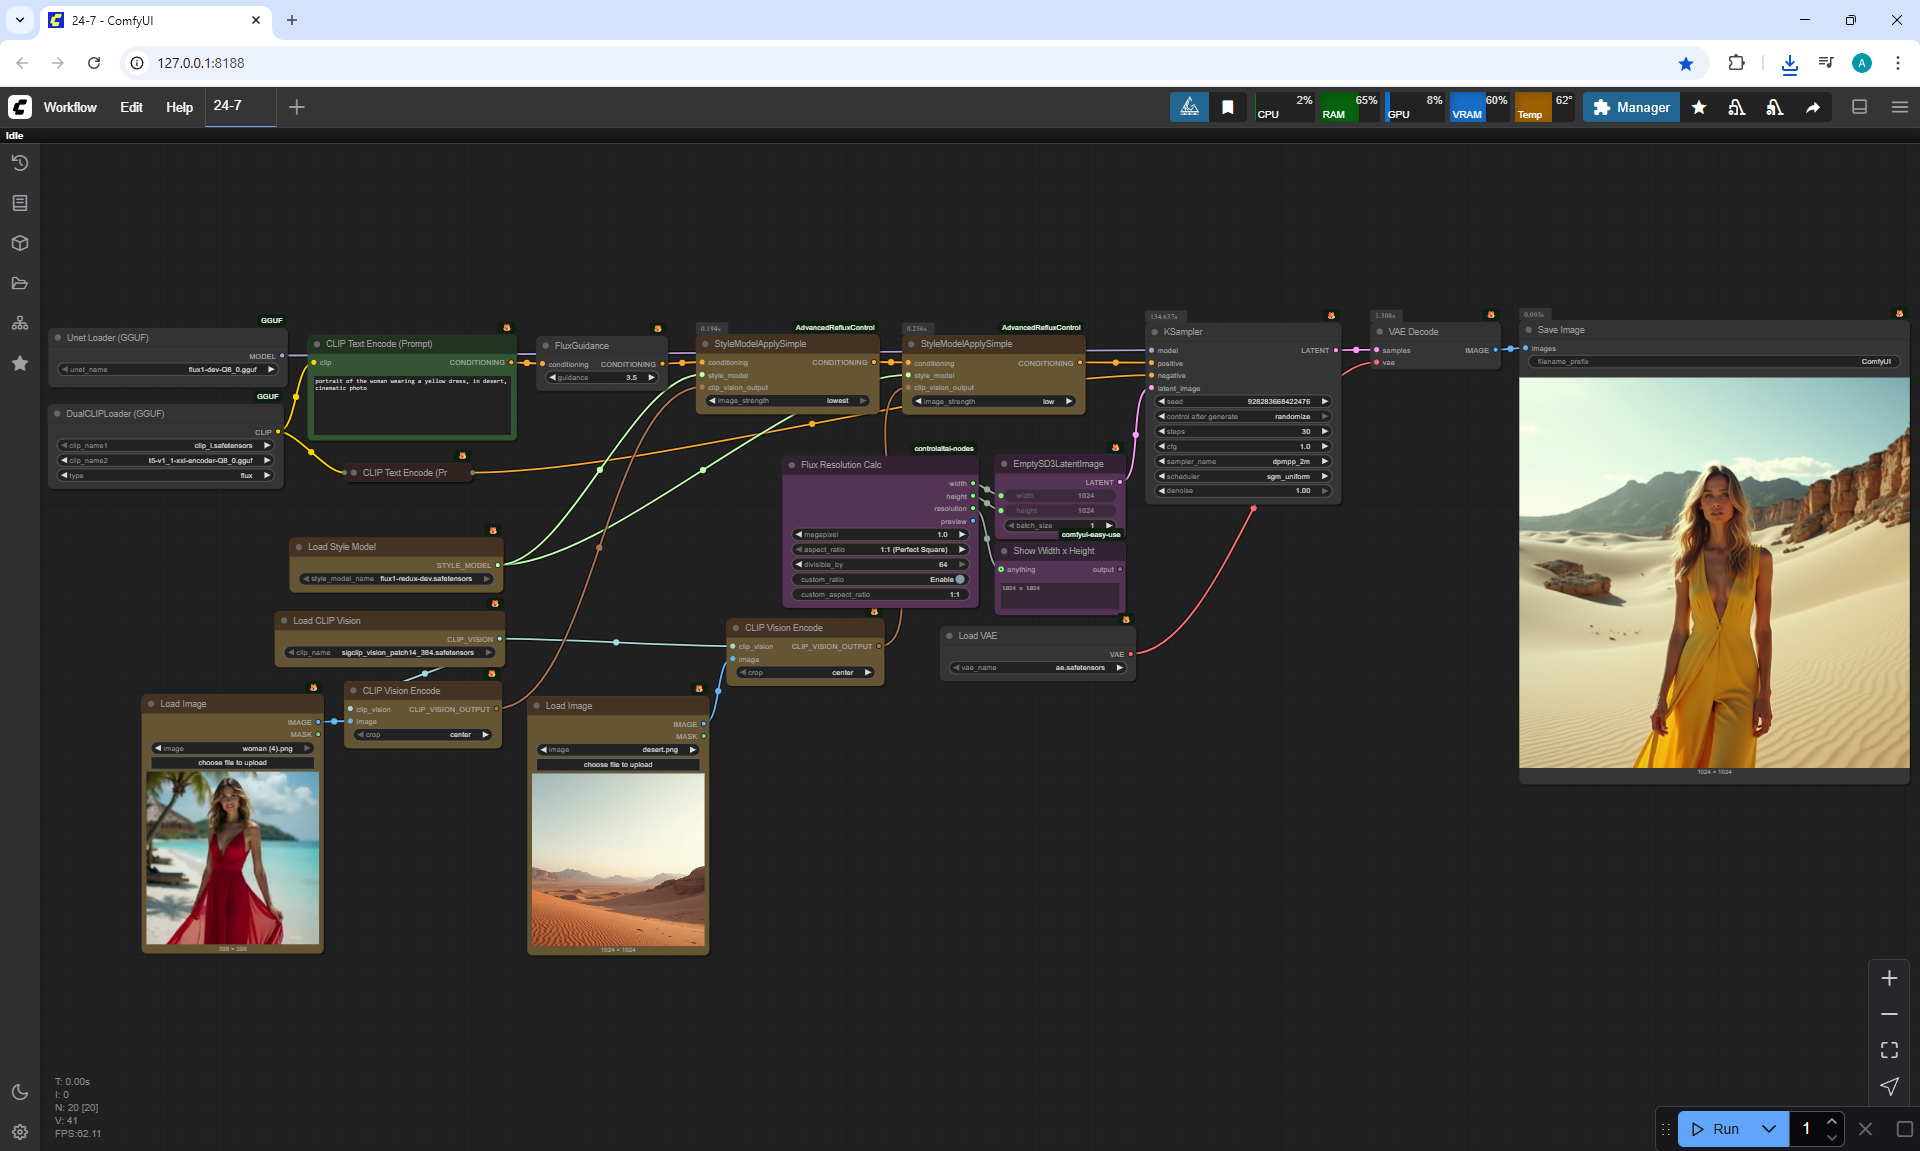 24-7 - ComfyUI
127.0.0.1:8188
A
Workflow Edit Help 24-7
CPU 2% RAM 65% GPU 8% VRAM 60% Temp 62° Manager
Idle
GGUF
Unet Loader (GGUF)
MODEL
unet_name flux1-dev-Q8_0.gguf
GGUF
DualCLIPLoader (GGUF)
CLIP
clip_name1 clip_l.safetensors
clip_name2 t5-v1_1-xxl-encoder-Q8_0.gguf
type flux
CLIP Text Encode (Prompt)
clip CONDITIONING
portrait of the woman wearing a yellow dress, in desert,
cinematic photo
CLIP Text Encode (Pr
FluxGuidance
conditioning CONDITIONING
guidance 3.5
0.194s AdvancedRefluxControl
StyleModelApplySimple
conditioning CONDITIONING
style_model
clip_vision_output
image_strength lowest
0.256s AdvancedRefluxControl
StyleModelApplySimple
conditioning CONDITIONING
style_model
clip_vision_output
image_strength low
134.637s
KSampler
model LATENT
positive
negative
latent_image
seed 928283668422476
control after generate randomize
steps 30
cfg 1.0
sampler_name dpmpp_2m
scheduler sgm_uniform
denoise 1.00
1.308s
VAE Decode
samples IMAGE
vae
0.093s
Save Image
images
filename_prefix ComfyUI
1024 × 1024
controlaltai-nodes
Flux Resolution Calc
width
height
resolution
preview
megapixel 1.0
aspect_ratio 1:1 (Perfect Square)
divisible_by 64
custom_ratio Enable
custom_aspect_ratio 1:1
EmptySD3LatentImage
LATENT
width 1024
height 1024
batch_size 1
comfyui-easy-use
Show Width x Height
anything output
1024 x 1024
Load Style Model
STYLE_MODEL
style_model_name flux1-redux-dev.safetensors
Load CLIP Vision
CLIP_VISION
clip_name sigclip_vision_patch14_384.safetensors
CLIP Vision Encode
clip_vision CLIP_VISION_OUTPUT
image
crop center
Load VAE
VAE
vae_name ae.safetensors
CLIP Vision Encode
clip_vision CLIP_VISION_OUTPUT
image
crop center
Load Image
IMAGE
MASK
image woman (4).png
choose file to upload
398 × 398
Load Image
IMAGE
MASK
image desert.png
choose file to upload
1024 × 1024
T: 0.00s
I: 0
N: 20 [20]
V: 41
FPS:62.11
Run 1